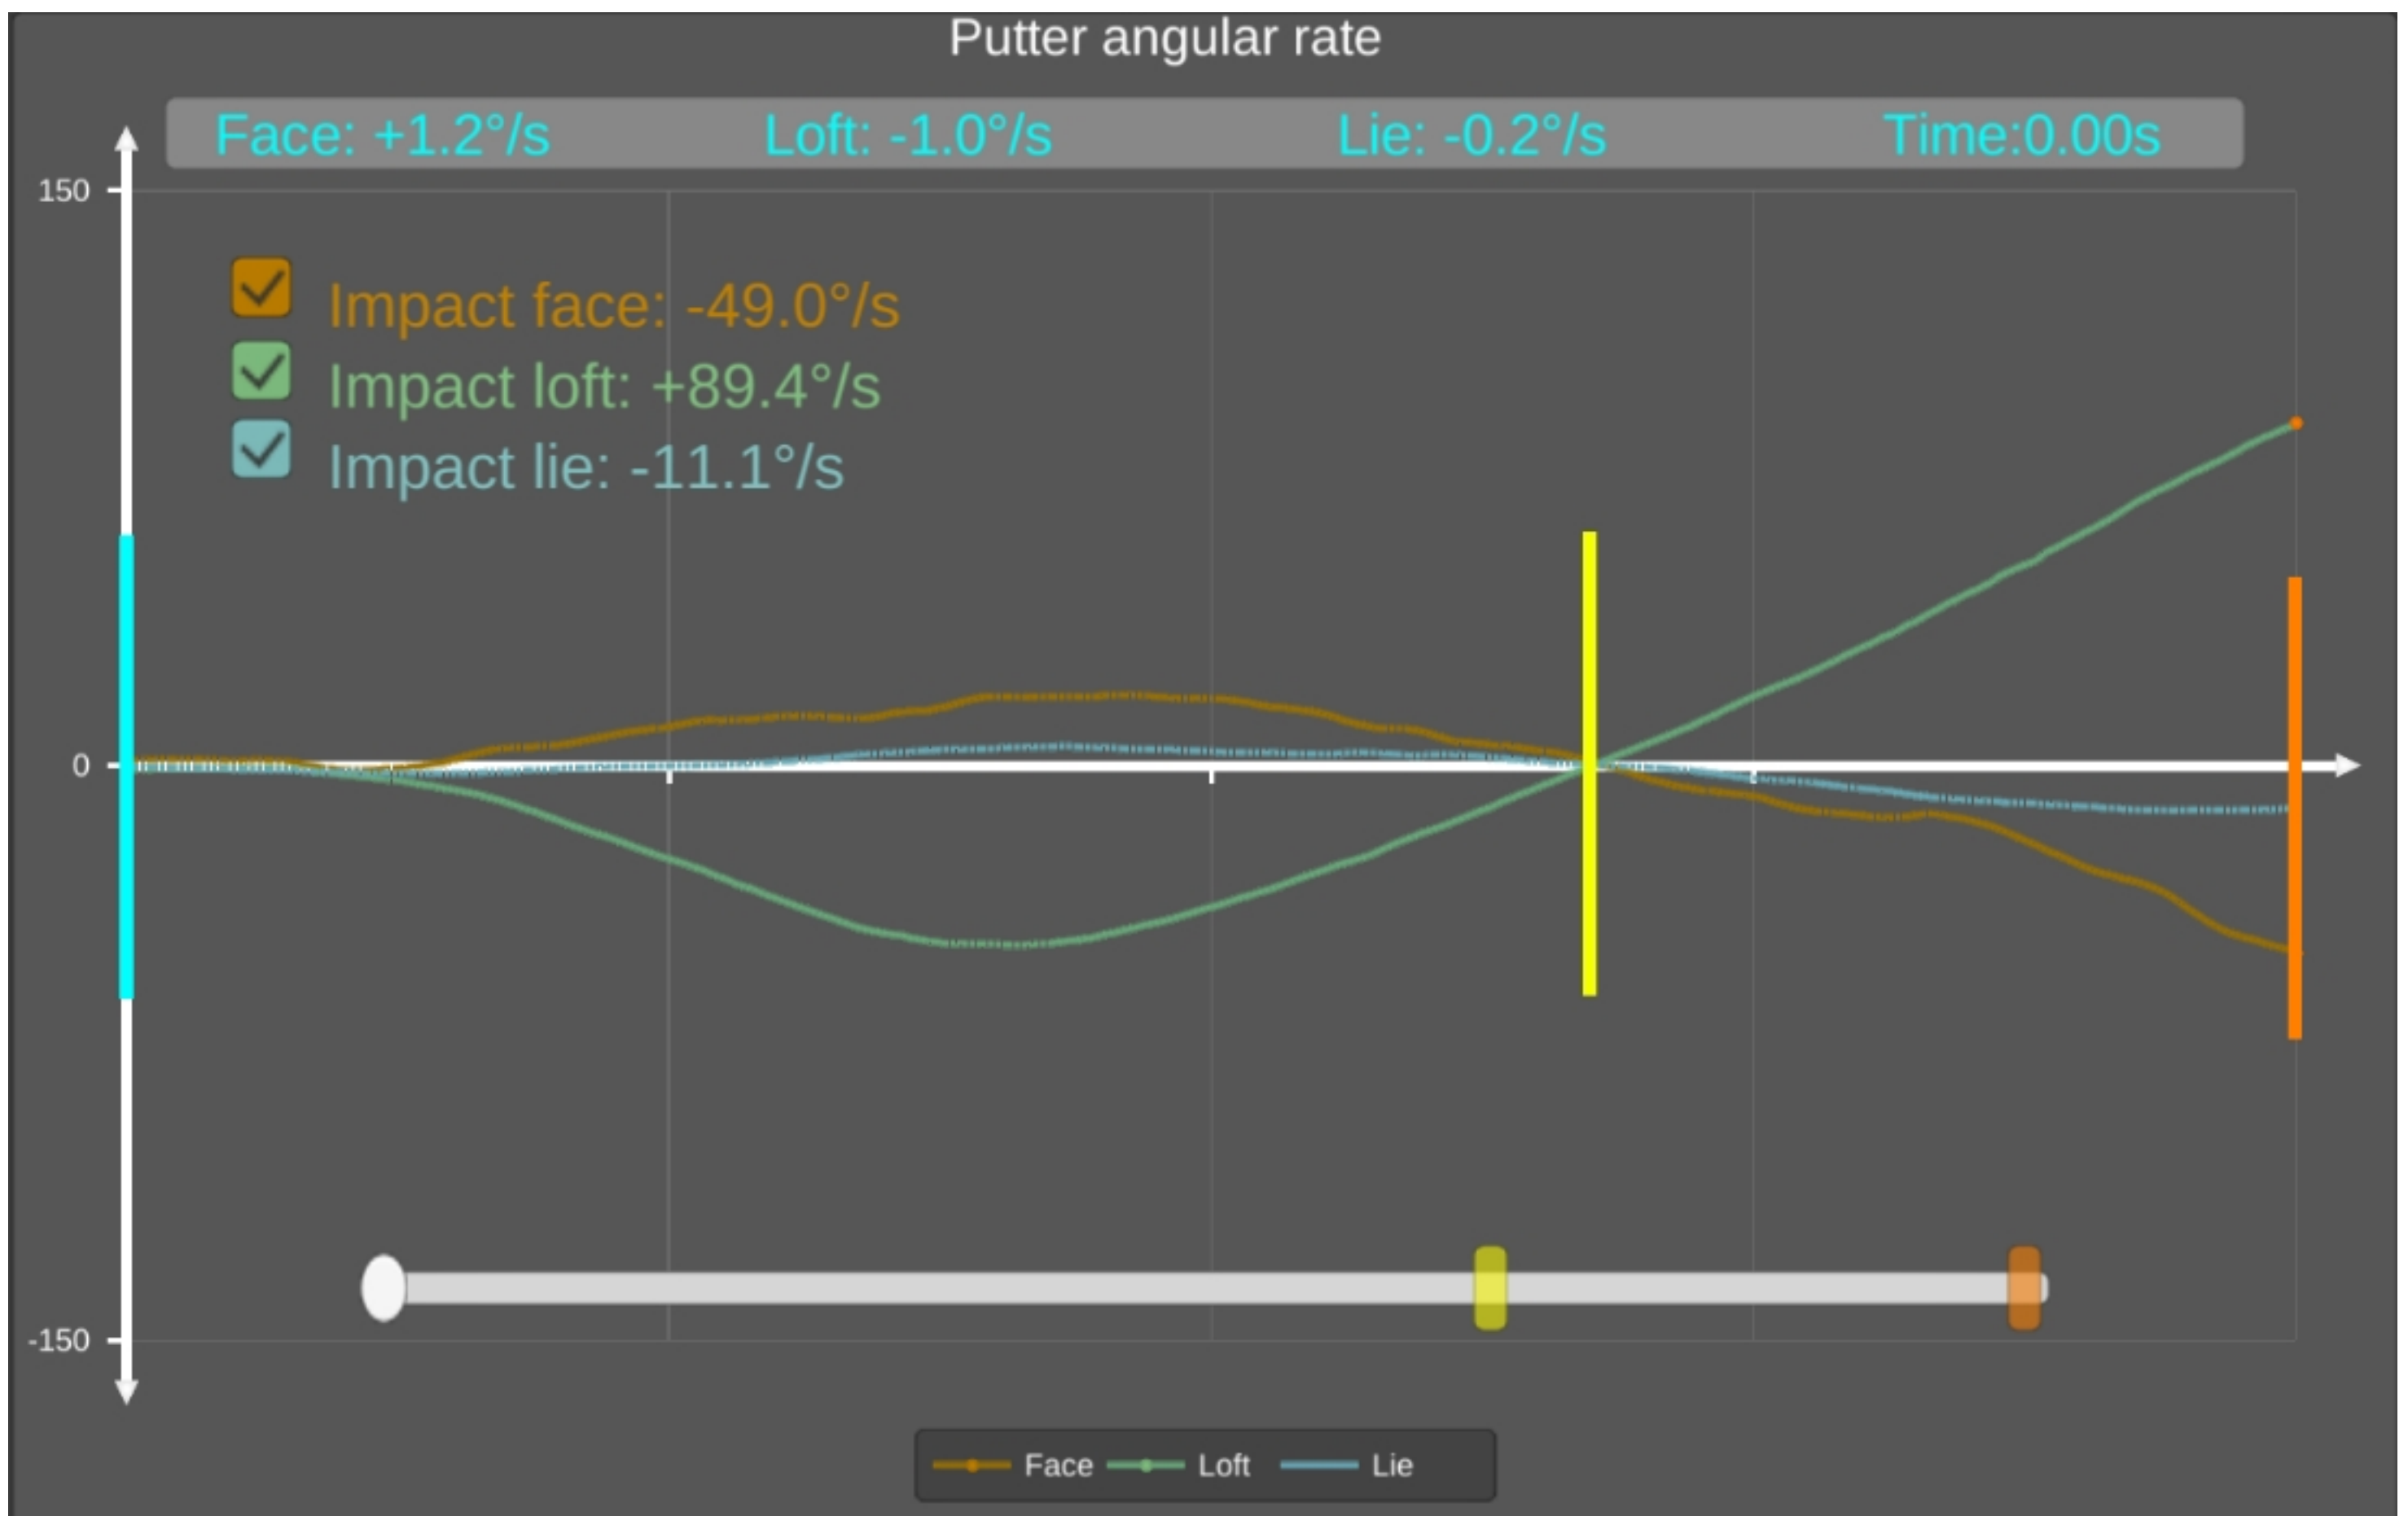 Putter angular rate
Face: +1.2°/s Loft: -1.0°/s Lie: -0.2°/s Time:0.00s
150
Impact face: -49.0°/s
Impact loft: +89.4°/s
Impact lie: -11.1°/s
0
-150
Face Loft Lie